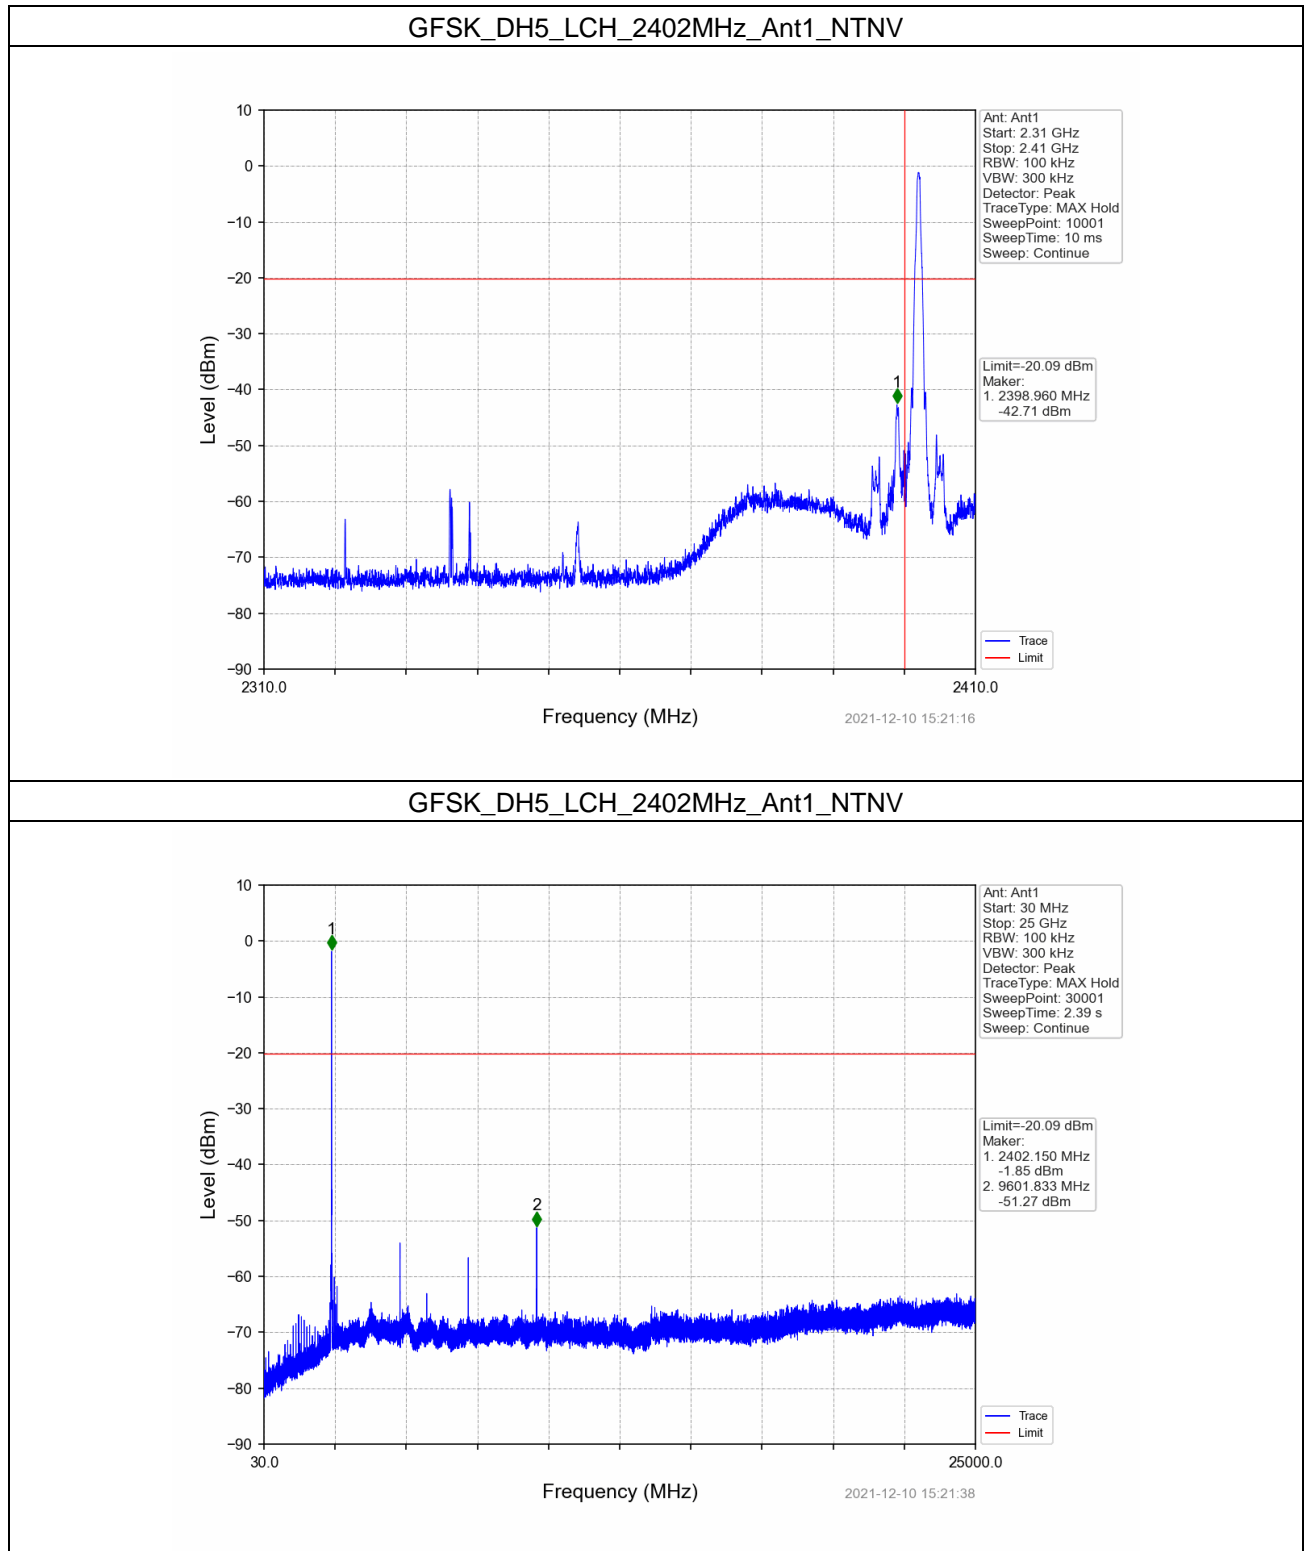 GFSK_DH5_LCH_2402MHz_Ant1_NTNV
10
0
−10
−20
−30
−40
−50
−60
−70
−80
−90
Level (dBm)
1
2310.0
2410.0
Frequency (MHz)
2021-12-10 15:21:16
Ant: Ant1
Start: 2.31 GHz
Stop: 2.41 GHz
RBW: 100 kHz
VBW: 300 kHz
Detector: Peak
TraceType: MAX Hold
SweepPoint: 10001
SweepTime: 10 ms
Sweep: Continue
Limit=-20.09 dBm
Maker:
1. 2398.960 MHz
-42.71 dBm
Trace
Limit
GFSK_DH5_LCH_2402MHz_Ant1_NTNV
10
0
−10
−20
−30
−40
−50
−60
−70
−80
−90
Level (dBm)
1
2
30.0
25000.0
Frequency (MHz)
2021-12-10 15:21:38
Ant: Ant1
Start: 30 MHz
Stop: 25 GHz
RBW: 100 kHz
VBW: 300 kHz
Detector: Peak
TraceType: MAX Hold
SweepPoint: 30001
SweepTime: 2.39 s
Sweep: Continue
Limit=-20.09 dBm
Maker:
1. 2402.150 MHz
-1.85 dBm
2. 9601.833 MHz
-51.27 dBm
Trace
Limit